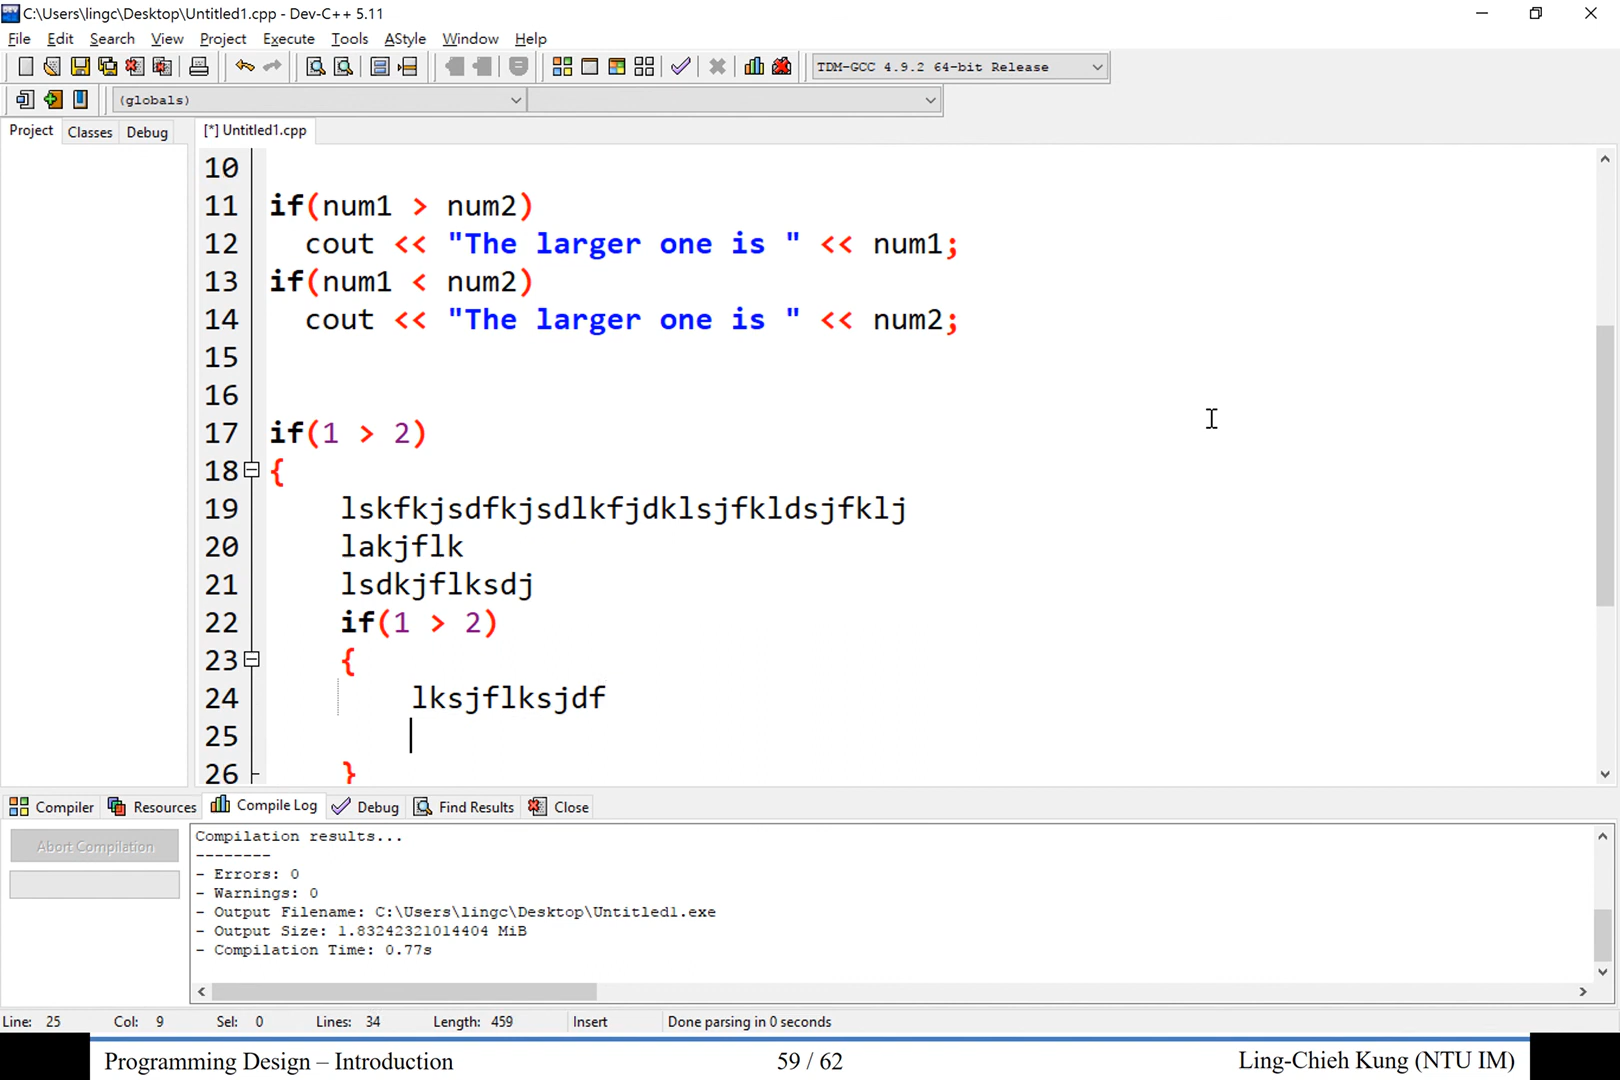 C:\Users\lingc\Desktop\Untitled1.cpp - Dev-C++ 5.11
File Edit Search View Project Execute Tools AStyle Window Help
TDM-GCC 4.9.2 64-bit Release
(globals)
Project Classes Debug [*] Untitled1.cpp
10
11 if(num1 > num2)
12 cout << "The larger one is " << num1;
13 if(num1 < num2)
14 cout << "The larger one is " << num2;
15
16
17 if(1 > 2)
18 {
19 lskfkjsdfkjsdlkfjdklsjfkldsjfklj
20 lakjflk
21 lsdkjflksdj
22 if(1 > 2)
23 {
24 lksjflksjdf
25
26 }
Compiler Resources Compile Log Debug Find Results Close
Abort Compilation
Compilation results...
--------
- Errors: 0
- Warnings: 0
- Output Filename: C:\Users\lingc\Desktop\Untitled1.exe
- Output Size: 1.83242321014404 MiB
- Compilation Time: 0.77s
Line: 25 Col: 9 Sel: 0 Lines: 34 Length: 459 Insert Done parsing in 0 seconds
Programming Design – Introduction 59 / 62 Ling-Chieh Kung (NTU IM)